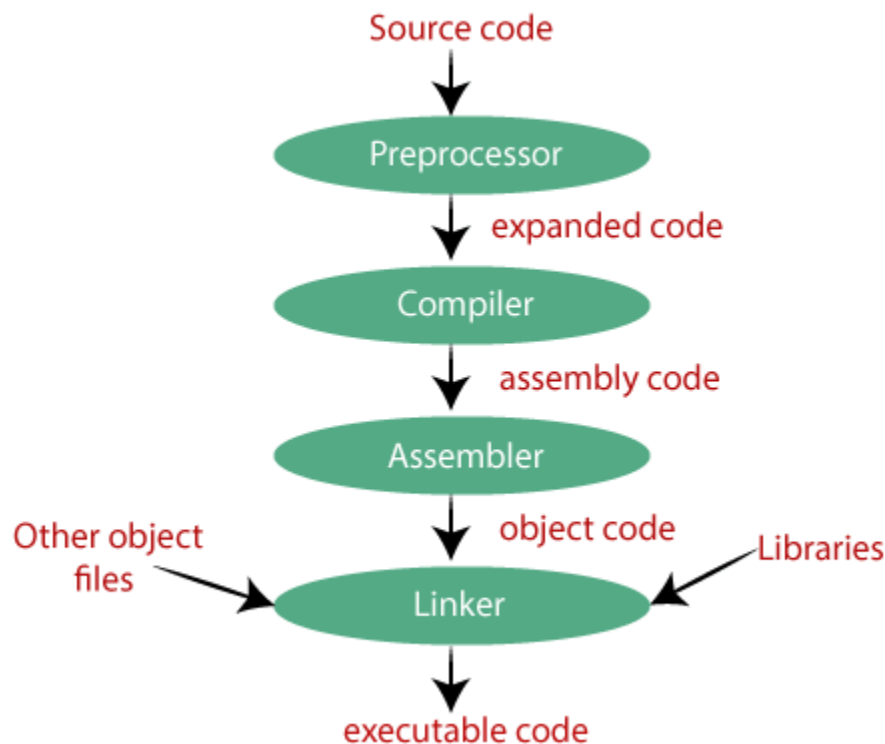 Source code
Preprocessor
expanded code
Compiler
assembly code
Assembler
object code
Other object
files
Libraries
Linker
executable code